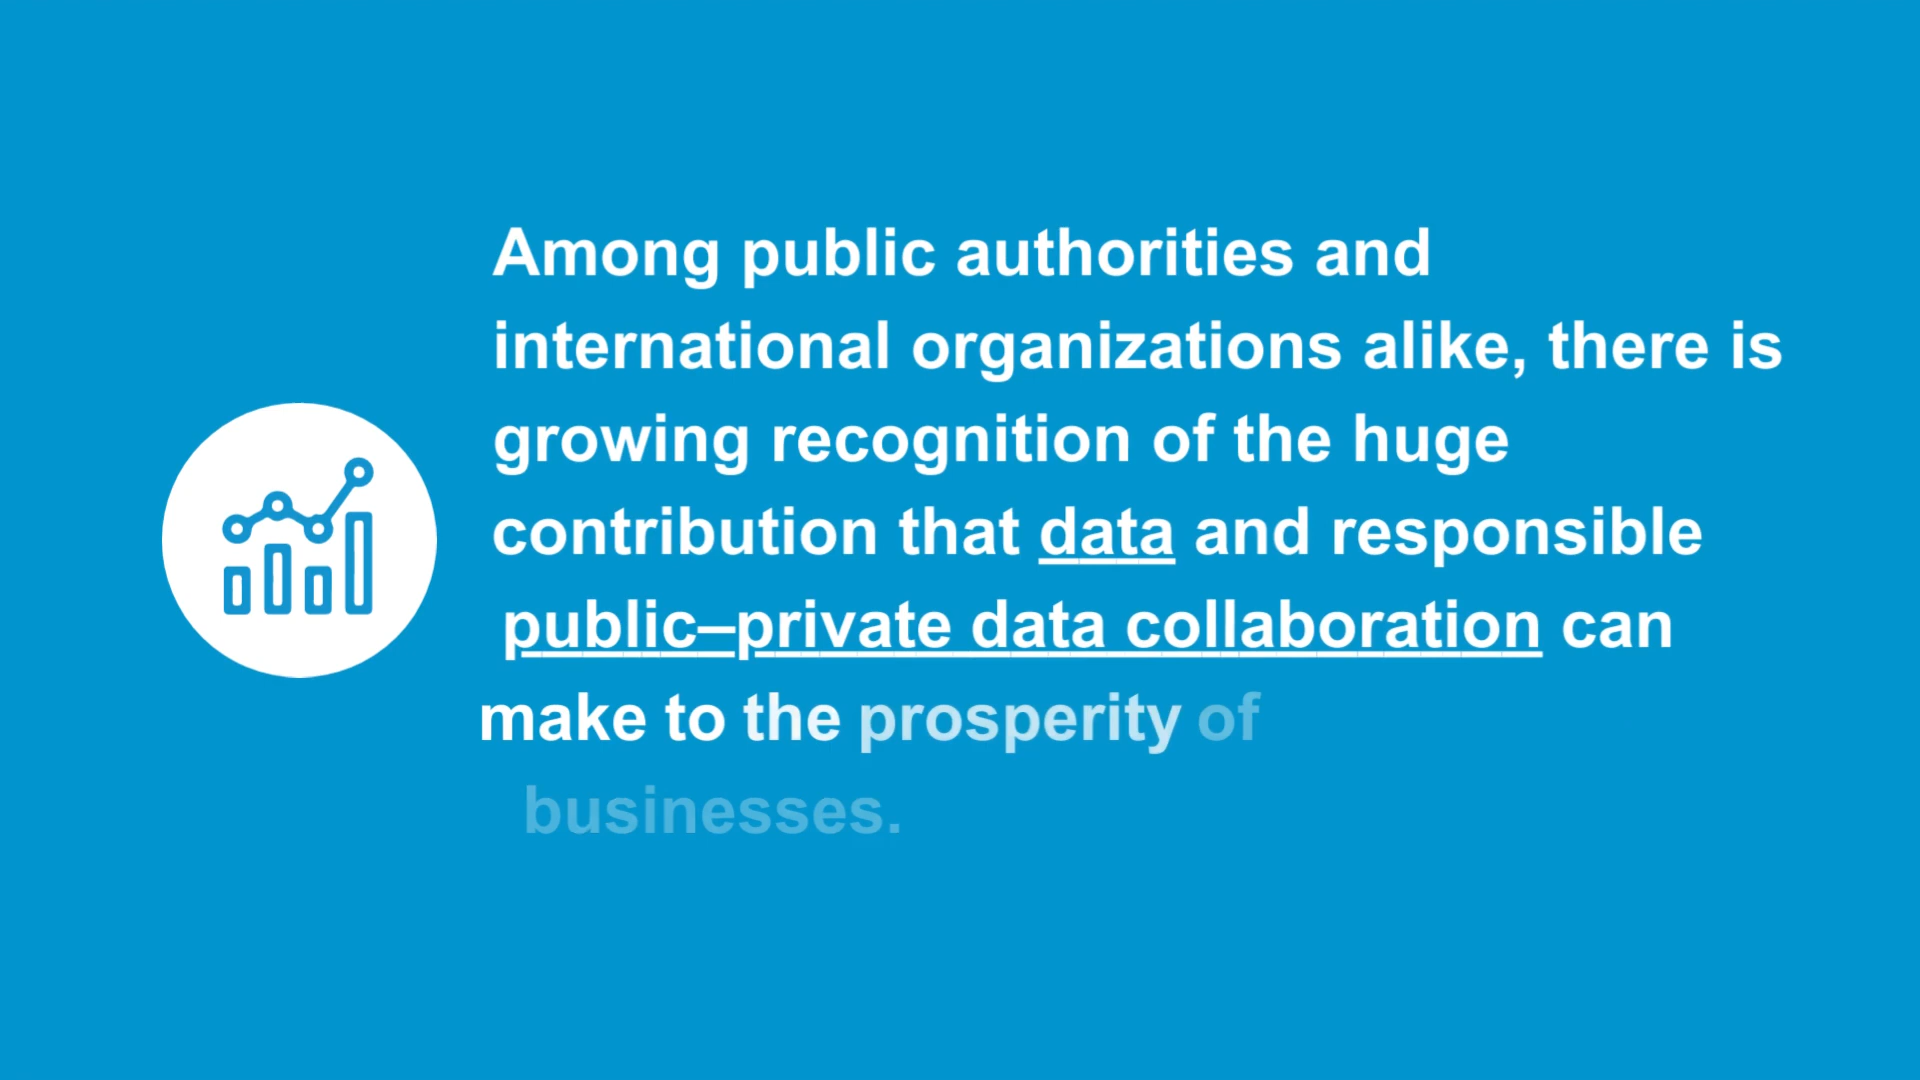 Among public authorities and
international organizations alike, there is
growing recognition of the huge
contribution that data and responsible
public–private data collaboration can
make to the prosperity of
businesses.